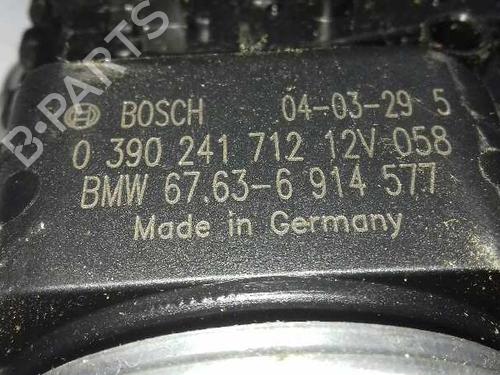 BOSCH 04-03-29 5
0 390 241 712 12V 058
BMW 67.63-6 914 577
Made in Germany
B-PARTS